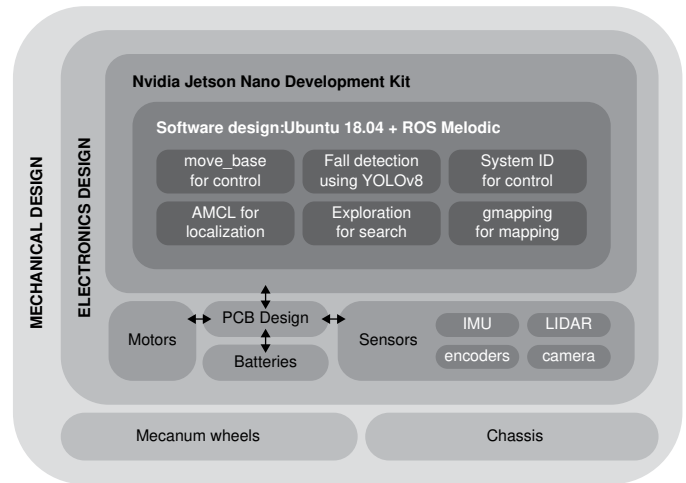 MECHANICAL DESIGN
ELECTRONICS DESIGN
Nvidia Jetson Nano Development Kit
Software design:Ubuntu 18.04 + ROS Melodic
move_base
for control
Fall detection
using YOLOv8
System ID
for control
AMCL for
localization
Exploration
for search
gmapping
for mapping
Motors
PCB Design
Batteries
Sensors
IMU
LIDAR
encoders
camera
Mecanum wheels
Chassis